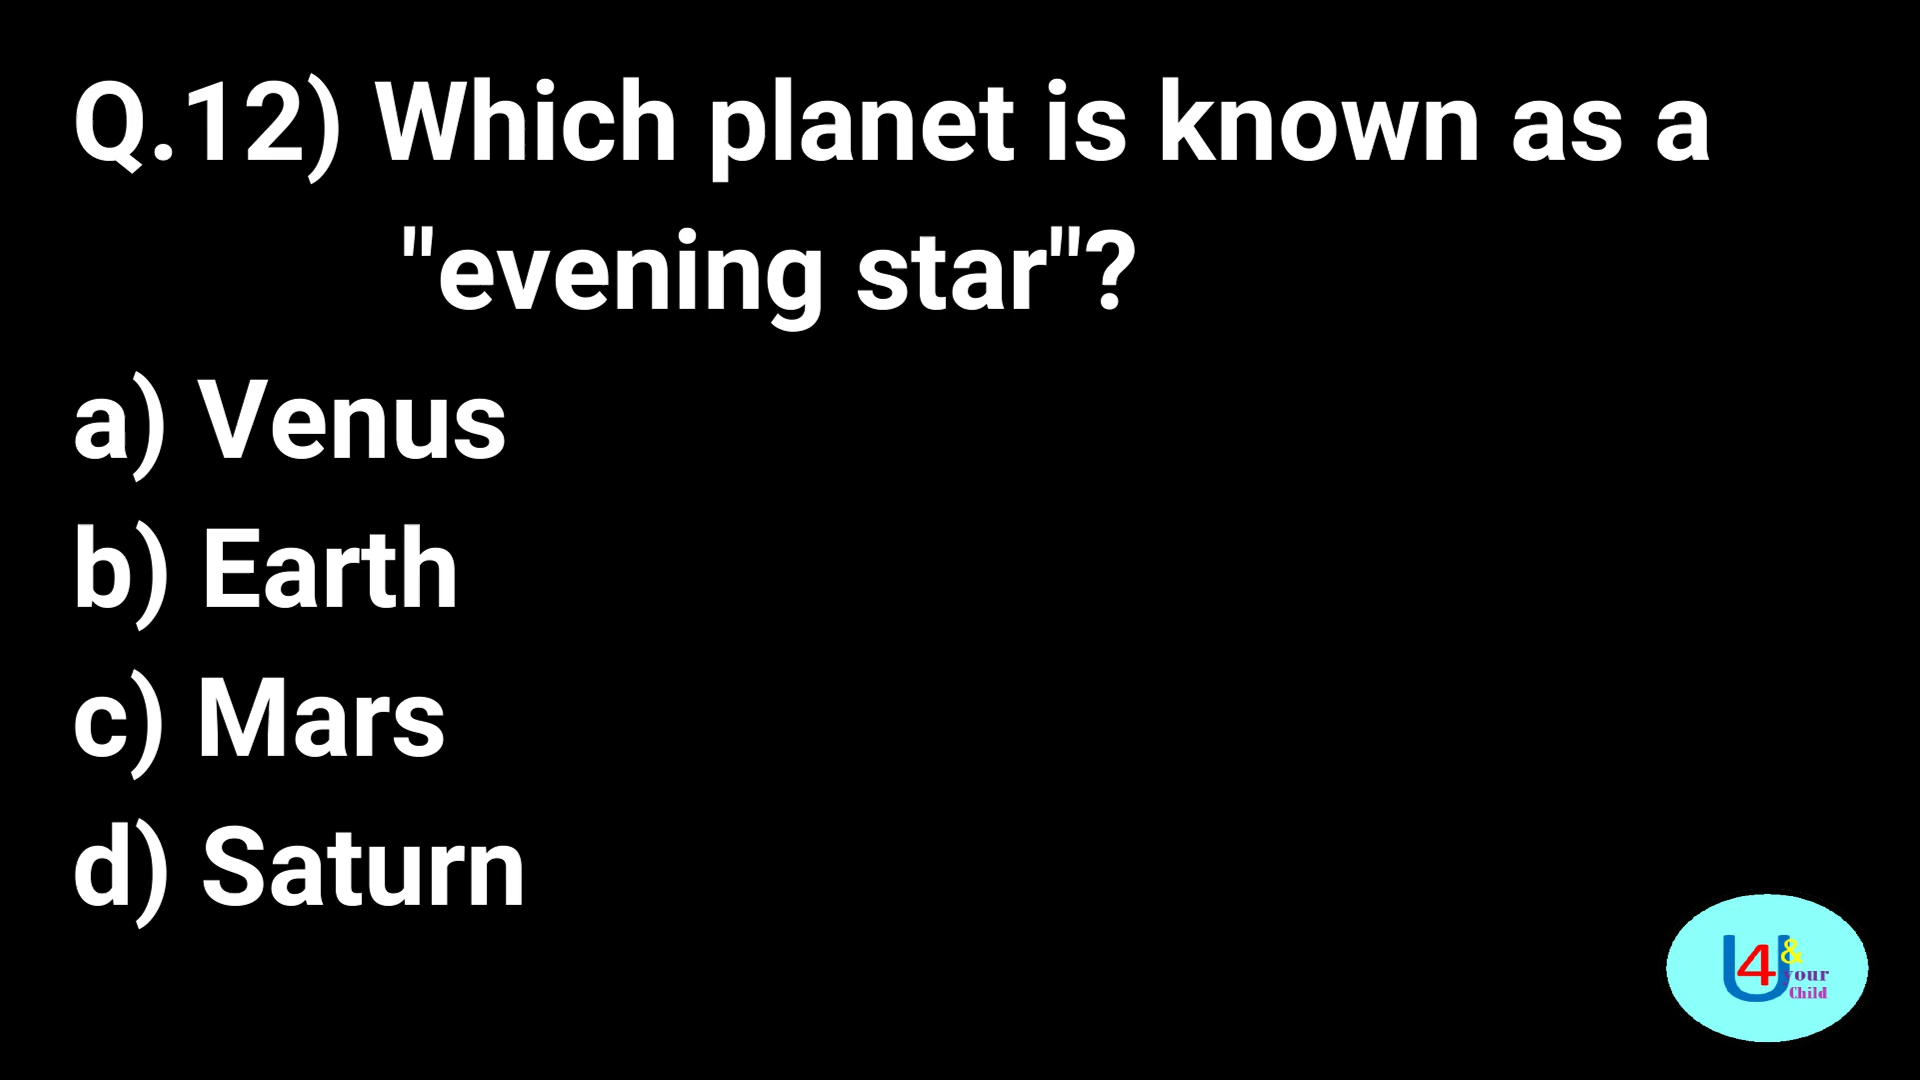 Q.12) Which planet is known as a
"evening star"?
a) Venus
b) Earth
c) Mars
d) Saturn
U4&
your
Child